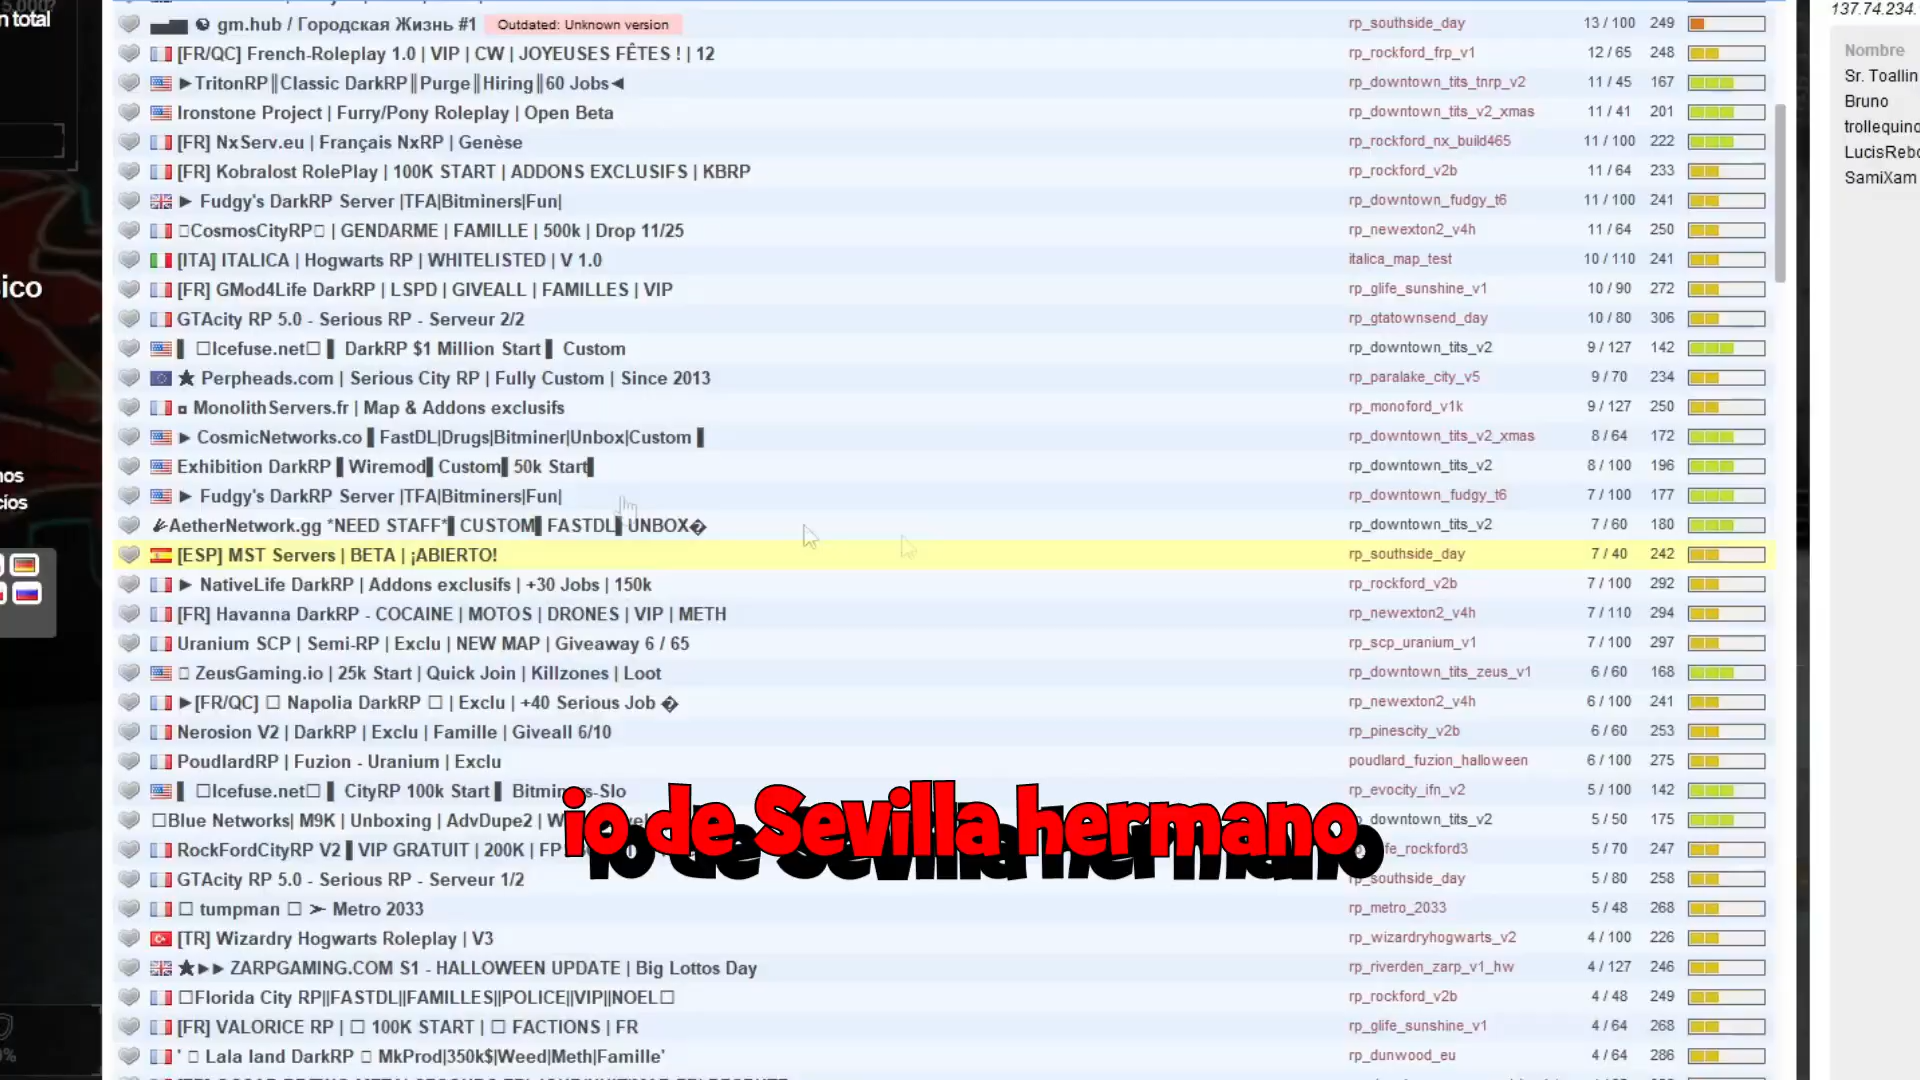 n total
ico
nos
cíos
gm.hub / Городская Жизнь #1 Outdated: Unknown version rp_southside_day 13 / 100 249
[FR/QC] French-Roleplay 1.0 | VIP | CW | JOYEUSES FÊTES ! | 12 rp_rockford_frp_v1 12 / 65 248
►TritonRP║Classic DarkRP║Purge║Hiring║60 Jobs◄ rp_downtown_tits_tnrp_v2 11 / 45 167
Ironstone Project | Furry/Pony Roleplay | Open Beta rp_downtown_tits_v2_xmas 11 / 41 201
[FR] NxServ.eu | Français NxRP | Genèse rp_rockford_nx_build465 11 / 100 222
[FR] Kobralost RolePlay | 100K START | ADDONS EXCLUSIFS | KBRP rp_rockford_v2b 11 / 64 233
► Fudgy's DarkRP Server |TFA|Bitminers|Fun| rp_downtown_fudgy_t6 11 / 100 241
□CosmosCityRP□ | GENDARME | FAMILLE | 500k | Drop 11/25 rp_newexton2_v4h 11 / 64 250
[ITA] ITALICA | Hogwarts RP | WHITELISTED | V 1.0 italica_map_test 10 / 110 241
[FR] GMod4Life DarkRP | LSPD | GIVEALL | FAMILLES | VIP rp_glife_sunshine_v1 10 / 90 272
GTAcity RP 5.0 - Serious RP - Serveur 2/2 rp_gtatownsend_day 10 / 80 306
▌ □Icefuse.net□ ▌ DarkRP $1 Million Start ▌ Custom rp_downtown_tits_v2 9 / 127 142
★ Perpheads.com | Serious City RP | Fully Custom | Since 2013 rp_paralake_city_v5 9 / 70 234
¤ MonolithServers.fr | Map & Addons exclusifs rp_monoford_v1k 9 / 127 250
► CosmicNetworks.co ▌FastDL|Drugs|Bitminer|Unbox|Custom ▌ rp_downtown_tits_v2_xmas 8 / 64 172
Exhibition DarkRP ▌Wiremod▌Custom▌50k Start▌ rp_downtown_tits_v2 8 / 100 196
► Fudgy's DarkRP Server |TFA|Bitminers|Fun| rp_downtown_fudgy_t6 7 / 100 177
AetherNetwork.gg *NEED STAFF*▌CUSTOM▌FASTDL▌UNBOX� rp_downtown_tits_v2 7 / 60 180
[ESP] MST Servers | BETA | ¡ABIERTO! rp_southside_day 7 / 40 242
► NativeLife DarkRP | Addons exclusifs | +30 Jobs | 150k rp_rockford_v2b 7 / 100 292
[FR] Havanna DarkRP - COCAINE | MOTOS | DRONES | VIP | METH rp_newexton2_v4h 7 / 110 294
Uranium SCP | Semi-RP | Exclu | NEW MAP | Giveaway 6 / 65 rp_scp_uranium_v1 7 / 100 297
□ ZeusGaming.io | 25k Start | Quick Join | Killzones | Loot rp_downtown_tits_zeus_v1 6 / 60 168
►[FR/QC] □ Napolia DarkRP □ | Exclu | +40 Serious Job � rp_newexton2_v4h 6 / 100 241
Nerosion V2 | DarkRP | Exclu | Famille | Giveall 6/10 rp_pinescity_v2b 6 / 60 253
PoudlardRP | Fuzion - Uranium | Exclu poudlard_fuzion_halloween 6 / 100 275
▌ □Icefuse.net□ ▌ CityRP 100k Start ▌ Bitminers-Slo rp_evocity_ifn_v2 5 / 100 142
□Blue Networks| M9K | Unboxing | AdvDupe2 | rp_downtown_tits_v2 5 / 50 175
io de Sevilla hermano
RockFordCityRP V2 ▌VIP GRATUIT | 200K | 5 / 70 247
GTAcity RP 5.0 - Serious RP - Serveur 1/2 rp_southside_day 5 / 80 258
□ tumpman □ ➣ Metro 2033 rp_metro_2033 5 / 48 268
[TR] Wizardry Hogwarts Roleplay | V3 rp_wizardryhogwarts_v2 4 / 100 226
★►► ZARPGAMING.COM S1 - HALLOWEEN UPDATE | Big Lottos Day rp_riverden_zarp_v1_hw 4 / 127 246
□Florida City RP||FASTDL||FAMILLES||POLICE||VIP||NOEL□ rp_rockford_v2b 4 / 48 249
[FR] VALORICE RP | □ 100K START | □ FACTIONS | FR rp_glife_sunshine_v1 4 / 64 268
' □ Lala land DarkRP □ MkProd|350k$|Weed|Meth|Famille' rp_dunwood_eu 4 / 64 286
137.74.234.
Nombre
Sr. Toallin
Bruno
trollequino
LucisRebo
SamiXam